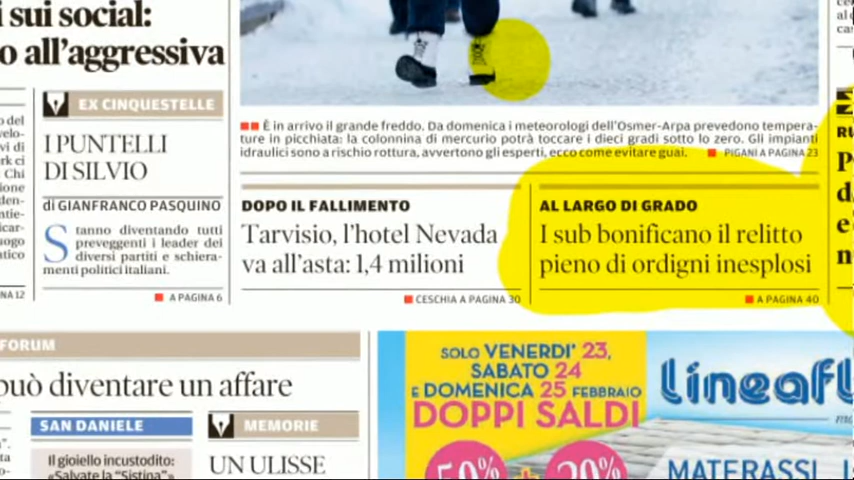 i sui social:
o all'aggressiva
EX CINQUESTELLE
I PUNTELLI
DI SILVIO
di GIANFRANCO PASQUINO
Stanno diventando tutti
preveggenti i leader dei
diversi partiti e schiera-
menti politici italiani.
A PAGINA 6
È in arrivo il grande freddo. Da domenica i meteorologi dell'Osmer-Arpa prevedono tempera-
ture in picchiata: la colonnina di mercurio potrà toccare i dieci gradi sotto lo zero. Gli impianti
idraulici sono a rischio rottura, avvertono gli esperti, ecco come evitare guai. PIGANI A PAGINA 23
DOPO IL FALLIMENTO
Tarvisio, l'hotel Nevada
va all'asta: 1,4 milioni
CESCHIA A PAGINA 30
AL LARGO DI GRADO
I sub bonificano il relitto
pieno di ordigni inesplosi
A PAGINA 40
FORUM
può diventare un affare
SAN DANIELE
Il gioiello incustodito:
«Salvate la "Sistina"»
MEMORIE
UN ULISSE
SOLO VENERDI' 23,
SABATO 24
E DOMENICA 25 FEBBRAIO
DOPPI SALDI
50% + 20%
lineafl
MATERASSI